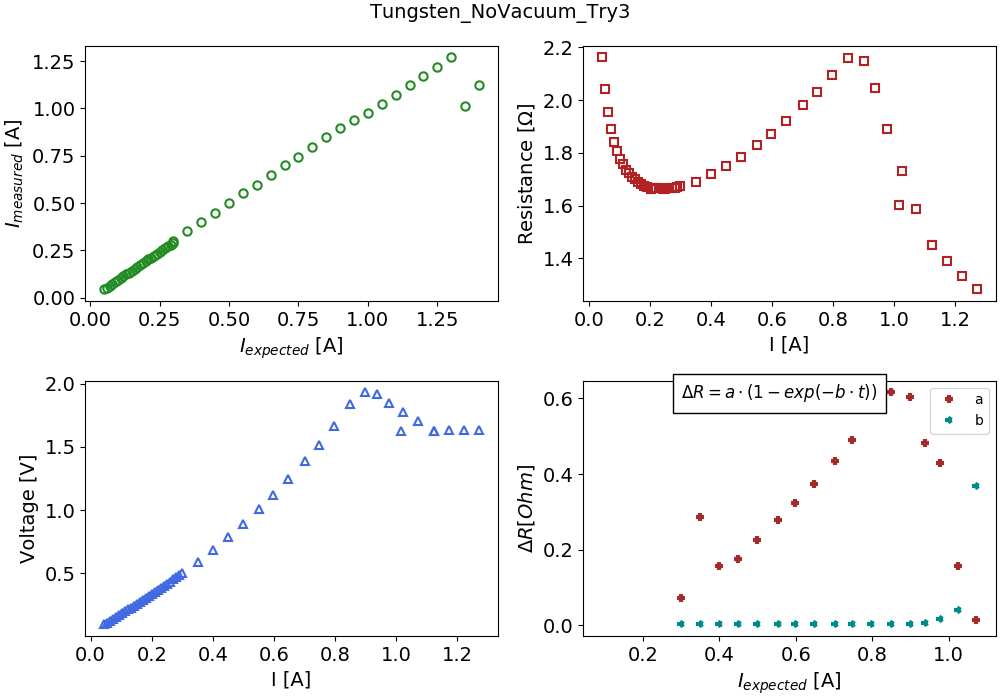 Tungsten_NoVacuum_Try3
1.25
1.00
0.75
0.50
0.25
0.00
I_measured [A]
0.00 0.25 0.50 0.75 1.00 1.25
I_expected [A]
2.2
2.0
1.8
1.6
1.4
Resistance [Ω]
0.0 0.2 0.4 0.6 0.8 1.0 1.2
I [A]
2.0
1.5
1.0
0.5
Voltage [V]
0.0 0.2 0.4 0.6 0.8 1.0 1.2
I [A]
ΔR = a · (1 − exp(−b · t))
a
b
0.6
0.4
0.2
0.0
ΔR[Ohm]
0.2 0.4 0.6 0.8 1.0
I_expected [A]